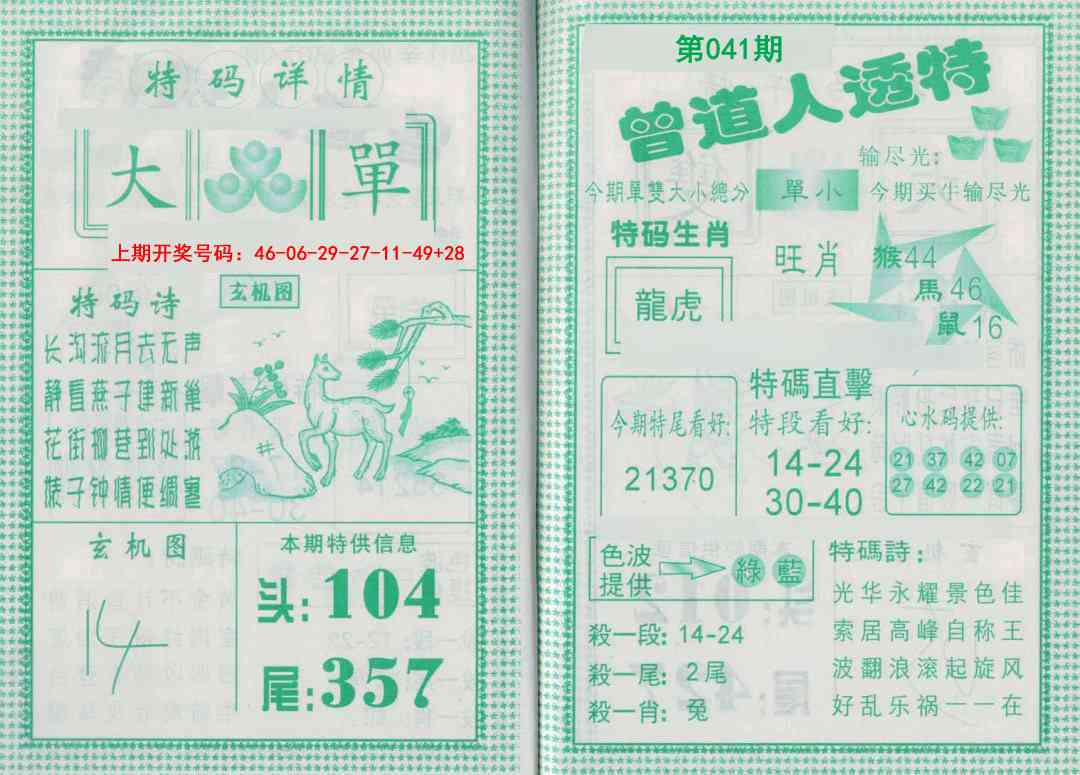 特码详情
大 單
上期开奖号码：46-06-29-27-11-49+28
特码诗
长沟流月去无声
静看燕子建新巢
花街柳巷到处游
婊子钟情便绸塞
玄机图
井
玄机图
14
本期特供信息
头:104
尾:357
第041期
曾道人透特
输尽光:
今期單雙大小總分
單小
今期买牛输尽光
特码生肖
龍虎
旺肖
猴44
馬46
鼠16
特碼直擊
今期特尾看好:
21370
特段看好:
14-24
30-40
心水码提供:
21 37 42 07
27 42 22 21
色波
提供
綠 藍
殺一段: 14-24
殺一尾: 2尾
殺一肖: 兔
特碼詩:
光华永耀景色佳
索居高峰自称王
波翻浪滚起旋风
好乱乐祸一一在